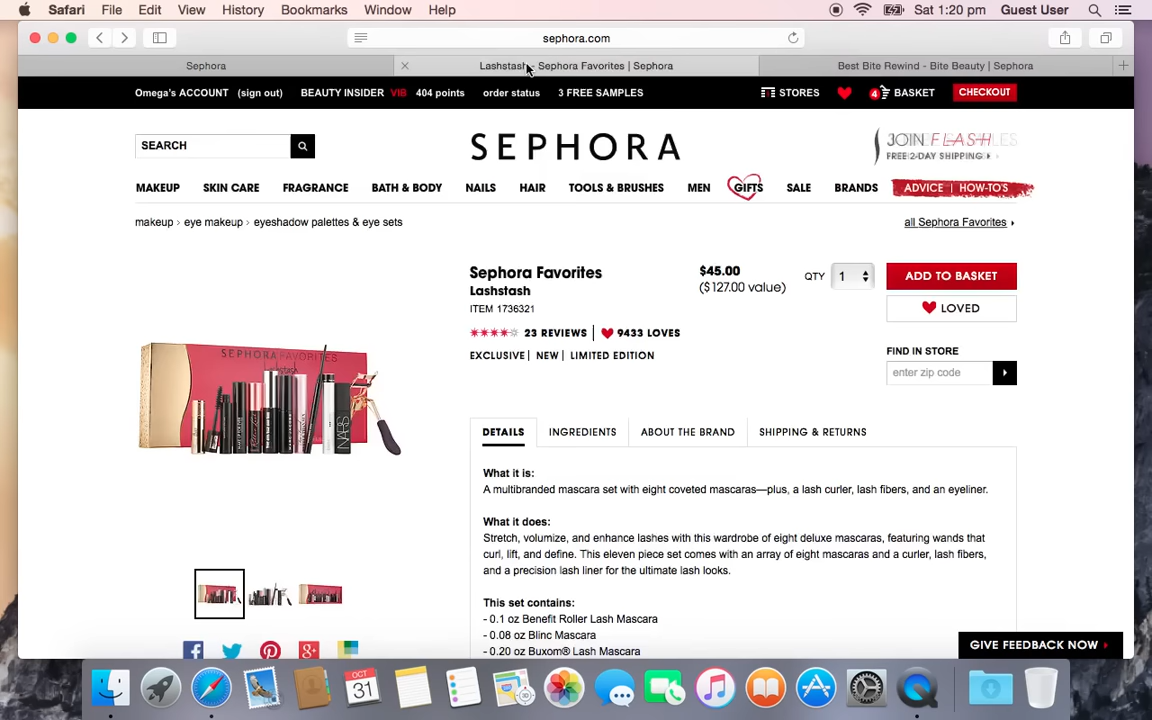 Safari File Edit View History Bookmarks Window Help Sat 1:20 pm Guest User
sephora.com
Sephora Lashstash - Sephora Favorites | Sephora Best Bite Rewind - Bite Beauty | Sephora
Omega's ACCOUNT (sign out) BEAUTY INSIDER VIB 404 points order status 3 FREE SAMPLES STORES 4 BASKET CHECKOUT
SEARCH SEPHORA JOIN FLASH
FREE 2-DAY SHIPPING
MAKEUP SKIN CARE FRAGRANCE BATH & BODY NAILS HAIR TOOLS & BRUSHES MEN GIFTS SALE BRANDS ADVICE | HOW-TO'S
makeup › eye makeup › eyeshadow palettes & eye sets all Sephora Favorites
Sephora Favorites $45.00 QTY 1 ADD TO BASKET
Lashstash ($127.00 value)
ITEM 1736321 LOVED
23 REVIEWS | 9433 LOVES
EXCLUSIVE | NEW | LIMITED EDITION FIND IN STORE
enter zip code
SEPHORA FAVORITES
lashstash
NARS
DETAILS INGREDIENTS ABOUT THE BRAND SHIPPING & RETURNS
What it is:
A multibranded mascara set with eight coveted mascaras—plus, a lash curler, lash fibers, and an eyeliner.
What it does:
Stretch, volumize, and enhance lashes with this wardrobe of eight deluxe mascaras, featuring wands that
curl, lift, and define. This eleven piece set comes with an array of eight mascaras and a curler, lash fibers,
and a precision lash liner for the ultimate lash looks.
This set contains:
- 0.1 oz Benefit Roller Lash Mascara
- 0.08 oz Blinc Mascara
- 0.20 oz Buxom® Lash Mascara
GIVE FEEDBACK NOW
OCT
31